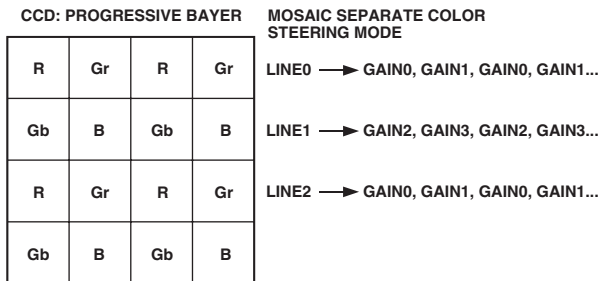 CCD: PROGRESSIVE BAYER
MOSAIC SEPARATE COLOR
STEERING MODE
R Gr R Gr
LINE0 GAIN0, GAIN1, GAIN0, GAIN1...
Gb B Gb B
LINE1 GAIN2, GAIN3, GAIN2, GAIN3...
R Gr R Gr
LINE2 GAIN0, GAIN1, GAIN0, GAIN1...
Gb B Gb B